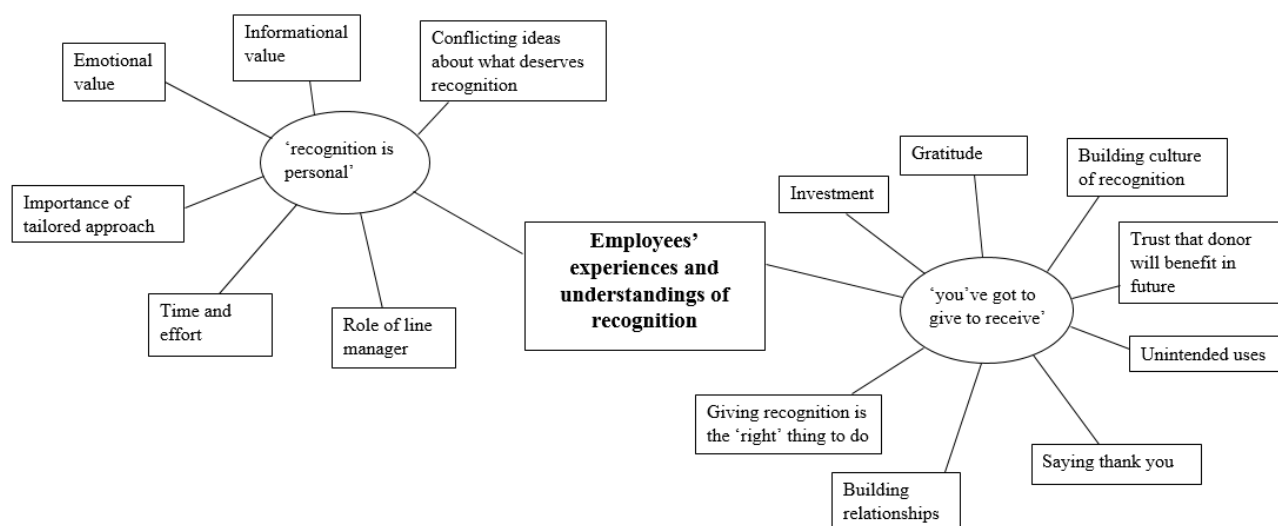 Informational
value
Conflicting ideas
about what deserves
recognition
Emotional
value
‘recognition is
personal’
Importance of
tailored approach
Time and
effort
Role of line
manager
Employees’
experiences and
understandings of
recognition
Gratitude
Building culture
of recognition
Investment
Trust that donor
will benefit in
future
‘you’ve got to
give to receive’
Unintended uses
Giving recognition is
the ‘right’ thing to do
Saying thank you
Building
relationships